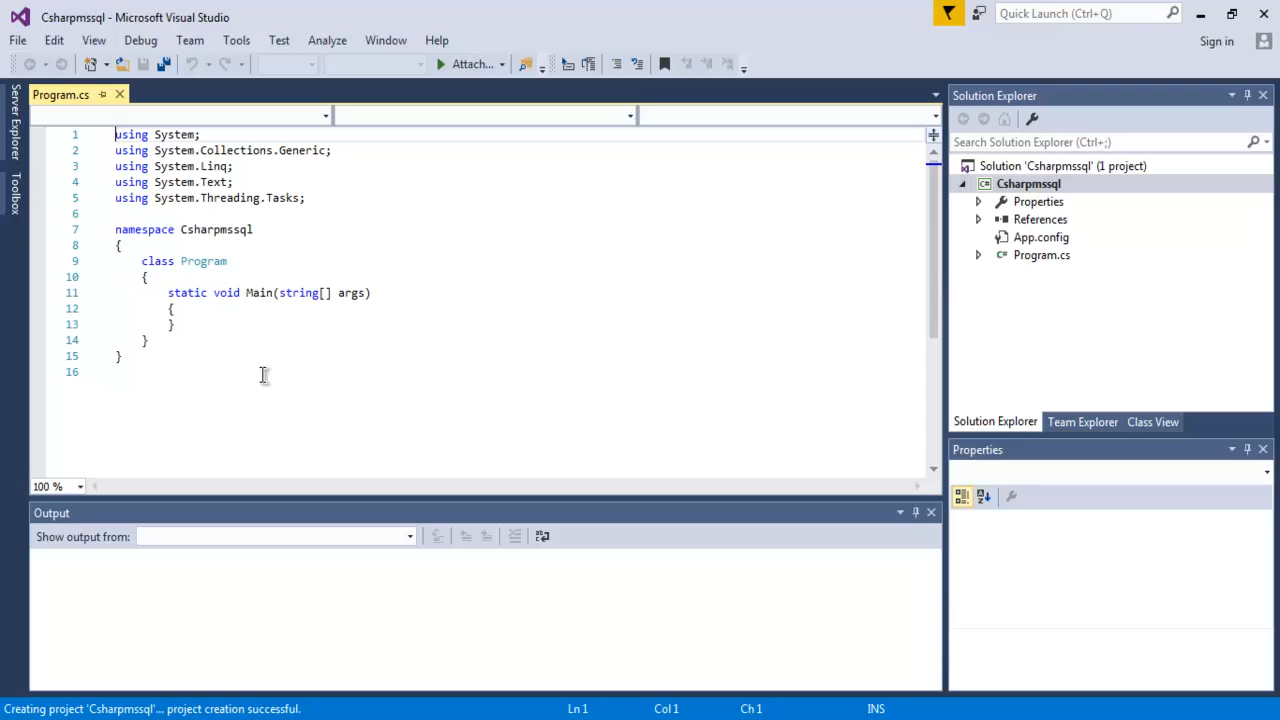 Csharpmssql - Microsoft Visual Studio
Quick Launch (Ctrl+Q)
File Edit View Debug Team Tools Test Analyze Window Help
Sign in
Attach...
Server Explorer
Toolbox
Program.cs
1 using System;
2 using System.Collections.Generic;
3 using System.Linq;
4 using System.Text;
5 using System.Threading.Tasks;
6
7 namespace Csharpmssql
8 {
9 class Program
10 {
11 static void Main(string[] args)
12 {
13 }
14 }
15 }
16
100 %
Output
Show output from:
Solution Explorer
Search Solution Explorer (Ctrl+;)
Solution 'Csharpmssql' (1 project)
C# Csharpmssql
Properties
References
App.config
C# Program.cs
Solution Explorer Team Explorer Class View
Properties
Creating project 'Csharpmssql'... project creation successful.
Ln 1 Col 1 Ch 1 INS